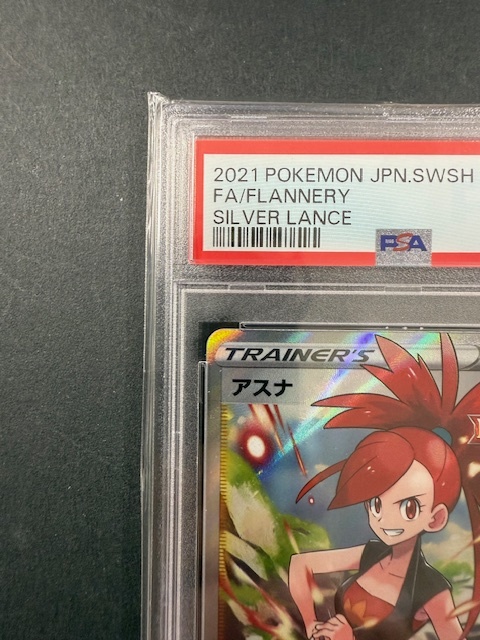 2021 POKEMON JPN.SWSH
FA/FLANNERY
SILVER LANCE
PSA
TRAINER'S
アスナ